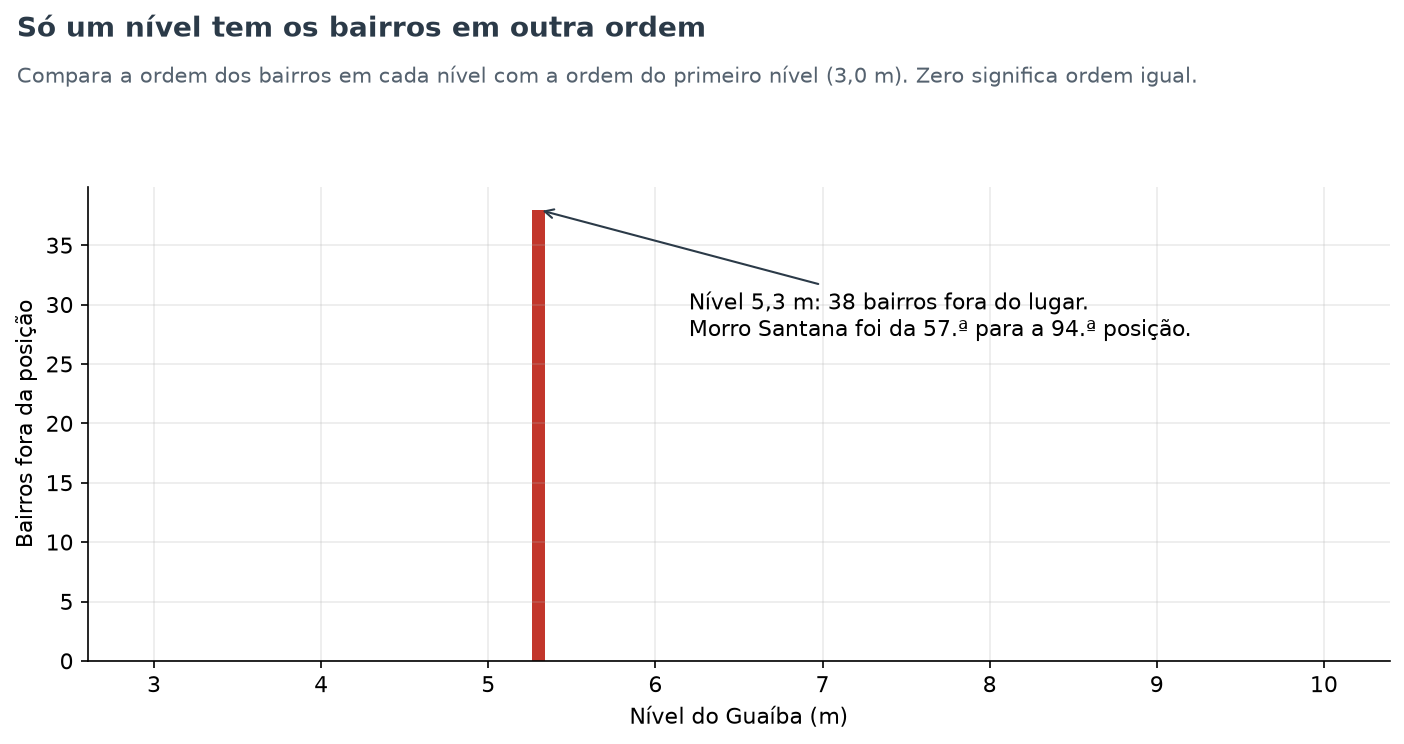 Só um nível tem os bairros em outra ordem
Compara a ordem dos bairros em cada nível com a ordem do primeiro nível (3,0 m). Zero significa ordem igual.
35
30
25
20
15
10
5
0
Bairros fora da posição
Nível 5,3 m: 38 bairros fora do lugar.
Morro Santana foi da 57.ª para a 94.ª posição.
3
4
5
6
7
8
9
10
Nível do Guaíba (m)